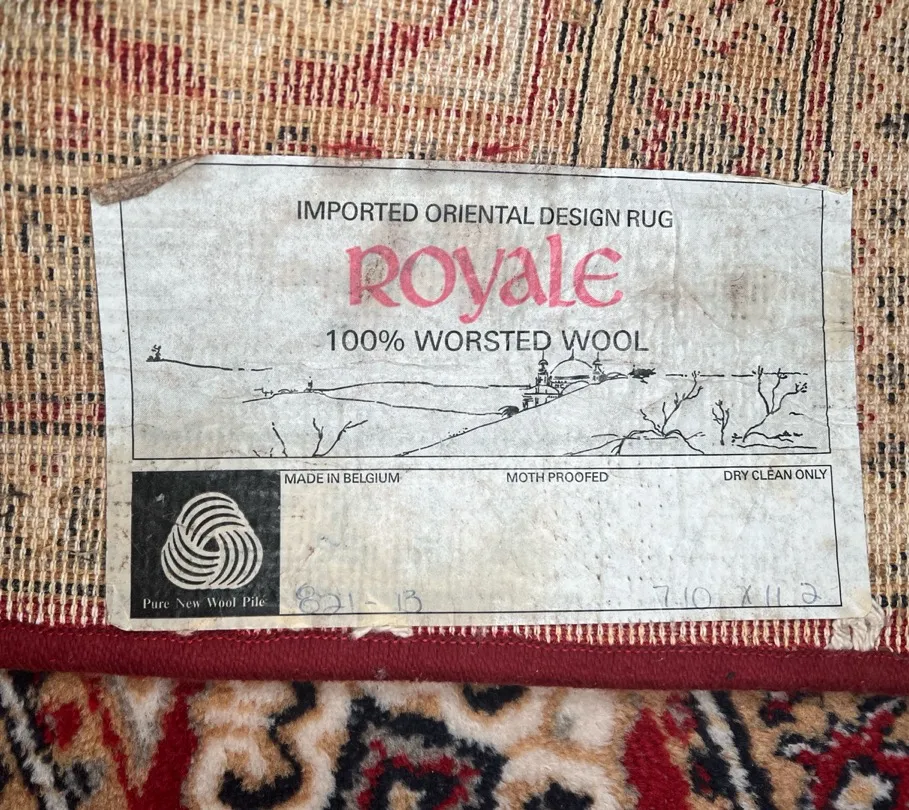 IMPORTED ORIENTAL DESIGN RUG
ROYALE
100% WORSTED WOOL
MADE IN BELGIUM MOTH PROOFED DRY CLEAN ONLY
Pure New Wool Pile 821 - B 7.10 X 11 2